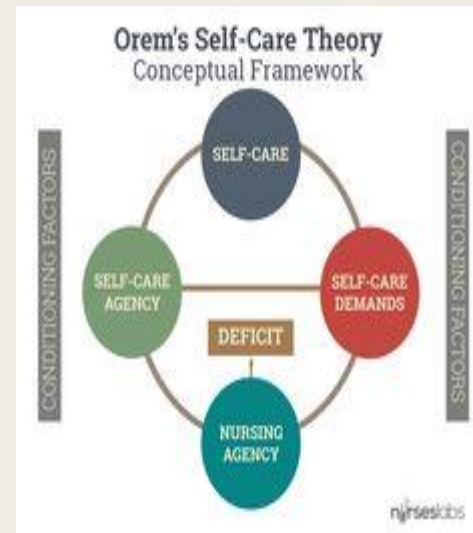 Orem's Self-Care Theory
Conceptual Framework
CONDITIONING FACTORS
CONDITIONING FACTORS
SELF-CARE
SELF-CARE
AGENCY
SELF-CARE
DEMANDS
DEFICIT
NURSING
AGENCY
nurseslabs